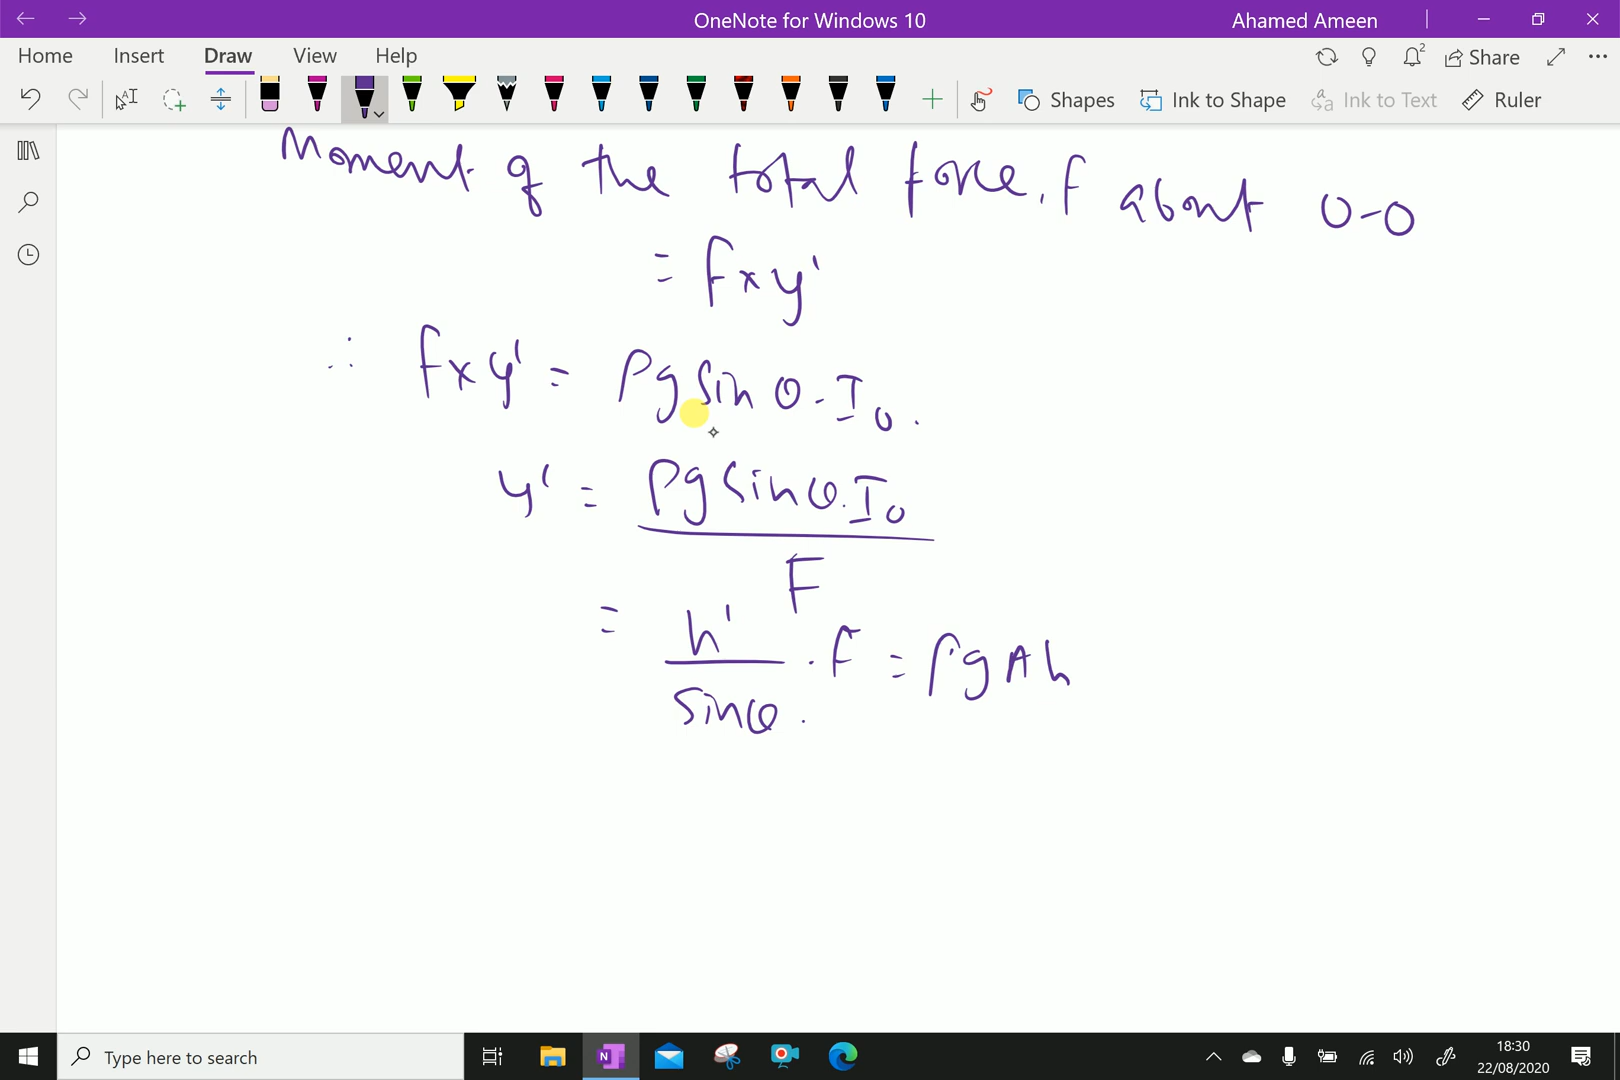 OneNote for Windows 10
Ahamed Ameen
Home Insert Draw View Help
2 Share
Shapes Ink to Shape Ink to Text Ruler
Moment of the total force, F about O-O
= F x y'
∴ F x y' = ρg sin θ . I₀.
y' = ρg sin θ . I₀
F
= h' . F = ρgAh
sin θ .
Type here to search
18:30
22/08/2020